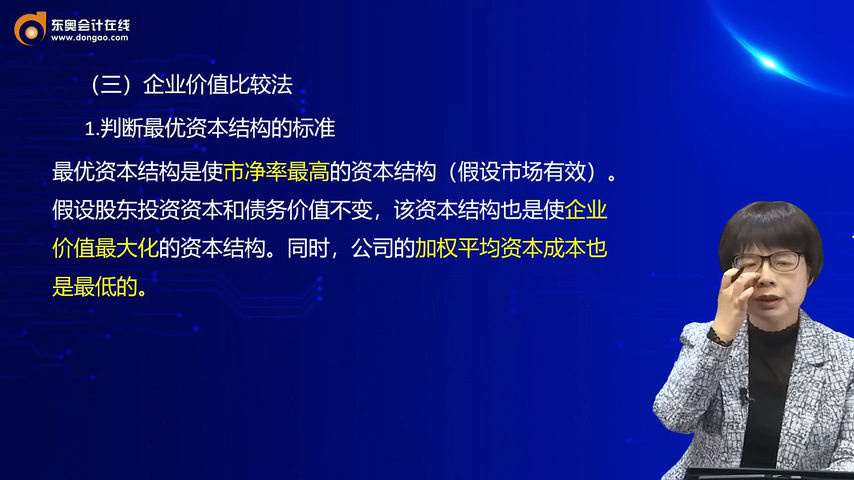 东奥会计在线
www.dongao.com
（三）企业价值比较法
1.判断最优资本结构的标准
最优资本结构是使市净率最高的资本结构（假设市场有效）。
假设股东投资资本和债务价值不变，该资本结构也是使企业
价值最大化的资本结构。同时，公司的加权平均资本成本也
是最低的。